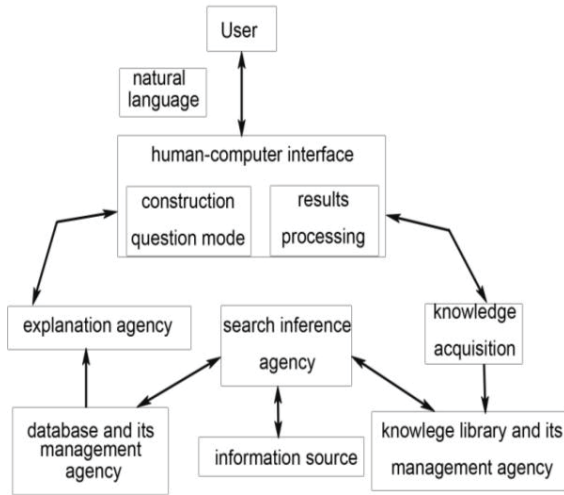 User
natural
language
human-computer interface
construction
question mode
results
processing
explanation agency
search inference
agency
knowledge
acquisition
database and its
management
agency
information source
knowlege library and its
management agency